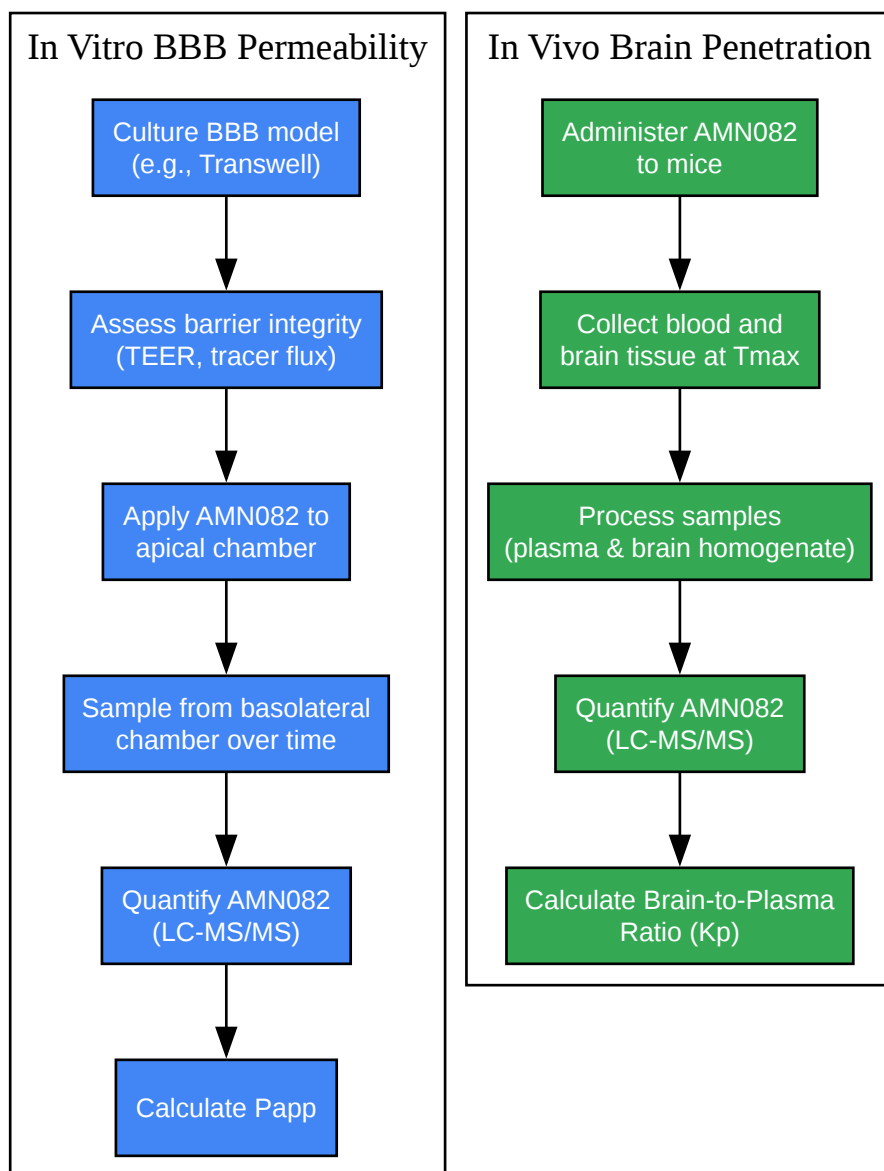 In Vitro BBB Permeability
Culture BBB model
(e.g., Transwell)
Assess barrier integrity
(TEER, tracer flux)
Apply AMN082 to
apical chamber
Sample from basolateral
chamber over time
Quantify AMN082
(LC-MS/MS)
Calculate Papp
In Vivo Brain Penetration
Administer AMN082
to mice
Collect blood and
brain tissue at Tmax
Process samples
(plasma & brain homogenate)
Quantify AMN082
(LC-MS/MS)
Calculate Brain-to-Plasma
Ratio (Kp)